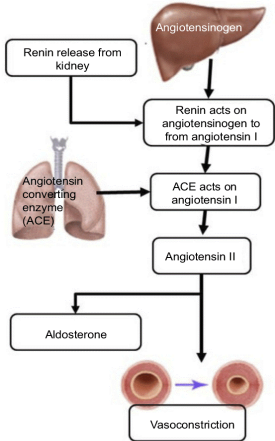 Angiotensinogen
Renin release from
kidney
Renin acts on
angiotensinogen to
from angiotensin I
Angiotensin
converting
enzyme
(ACE)
ACE acts on
angiotensin I
Angiotensin II
Aldosterone
Vasoconstriction